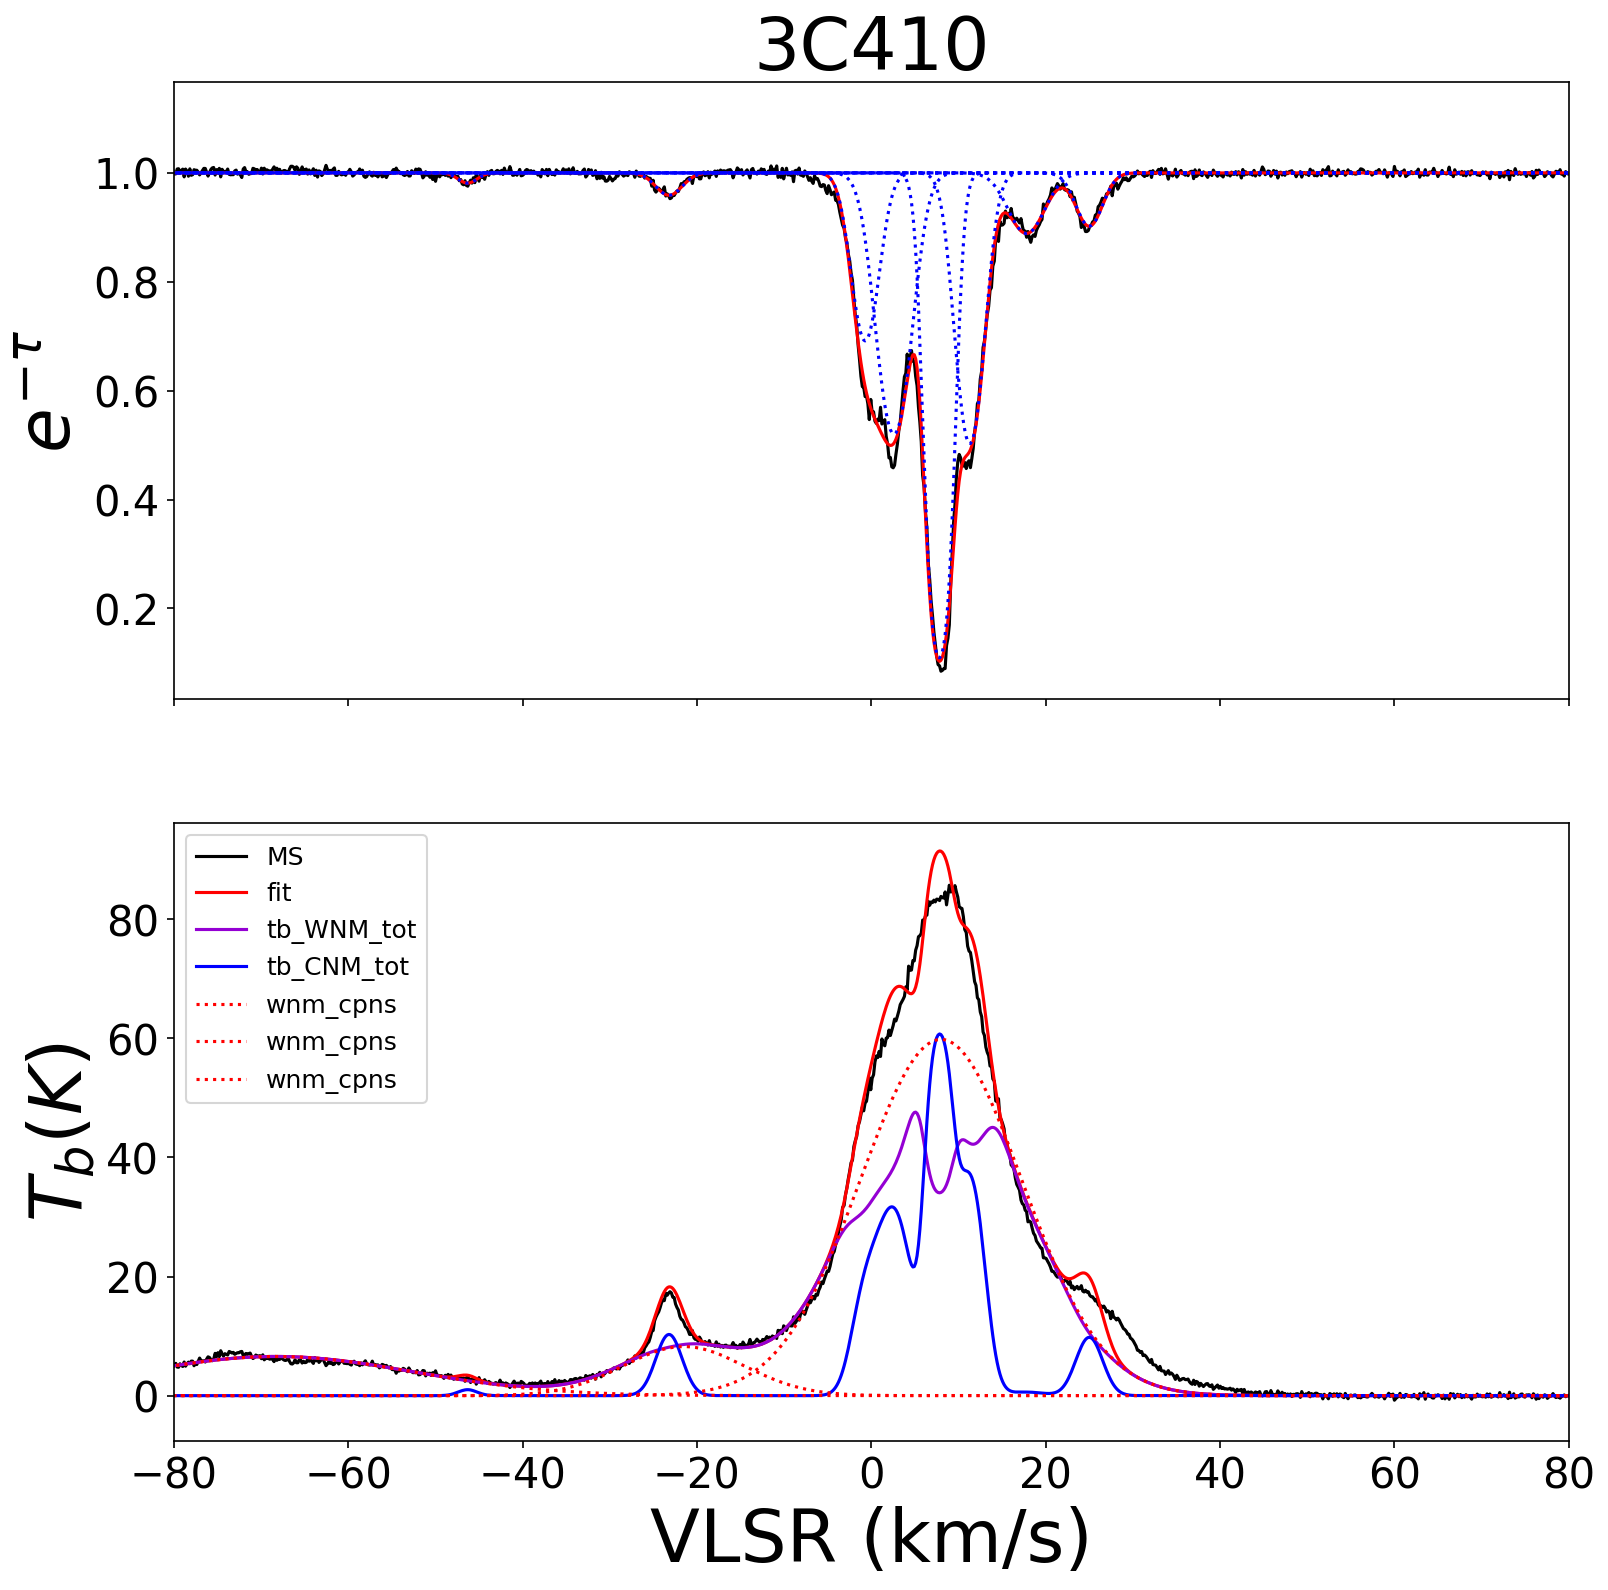 3C410
1.0
0.8
0.6
0.4
0.2
e^{-τ}
MS
fit
tb_WNM_tot
tb_CNM_tot
wnm_cpns
wnm_cpns
wnm_cpns
80
60
40
20
0
T_b(K)
−80 −60 −40 −20 0 20 40 60 80
VLSR (km/s)